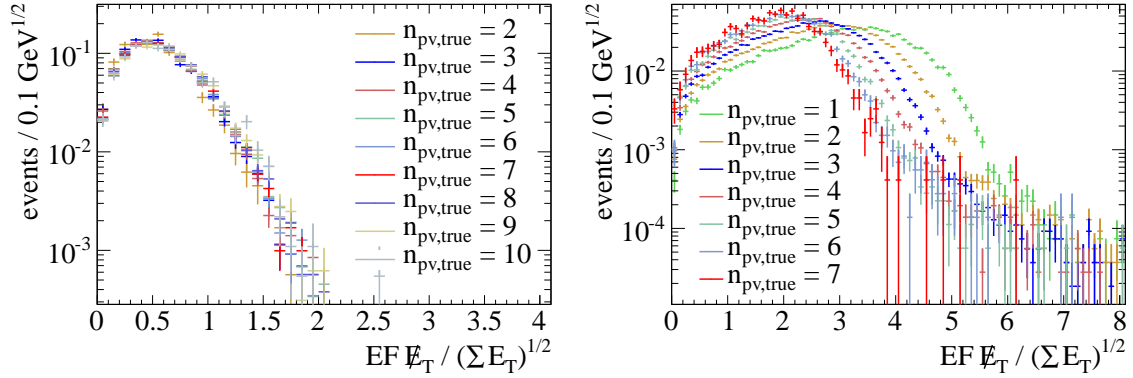 events / 0.1 GeV^1/2
10^-1
10^-2
10^-3
n_pv,true = 2
n_pv,true = 3
n_pv,true = 4
n_pv,true = 5
n_pv,true = 6
n_pv,true = 7
n_pv,true = 8
n_pv,true = 9
n_pv,true = 10
0 0.5 1 1.5 2 2.5 3 3.5 4
EF E̸_T / (ΣE_T)^1/2
events / 0.1 GeV^1/2
10^-2
10^-3
10^-4
n_pv,true = 1
n_pv,true = 2
n_pv,true = 3
n_pv,true = 4
n_pv,true = 5
n_pv,true = 6
n_pv,true = 7
0 1 2 3 4 5 6 7 8
EF E̸_T / (ΣE_T)^1/2